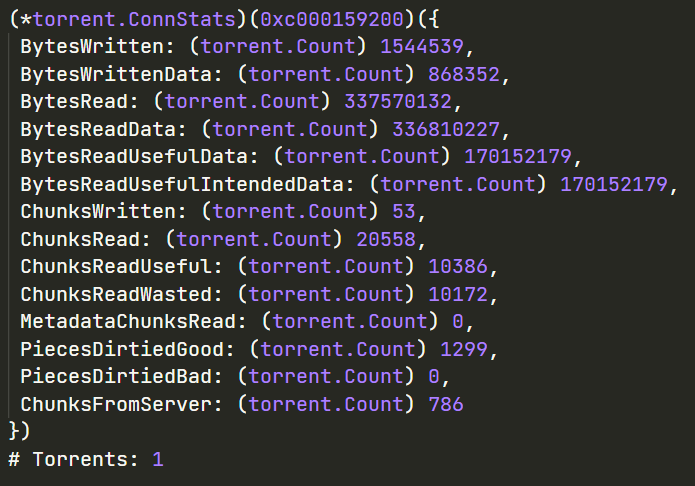 (*torrent.ConnStats)(0xc000159200)({
BytesWritten: (torrent.Count) 1544539,
BytesWrittenData: (torrent.Count) 868352,
BytesRead: (torrent.Count) 337570132,
BytesReadData: (torrent.Count) 336810227,
BytesReadUsefulData: (torrent.Count) 170152179,
BytesReadUsefulIntendedData: (torrent.Count) 170152179,
ChunksWritten: (torrent.Count) 53,
ChunksRead: (torrent.Count) 20558,
ChunksReadUseful: (torrent.Count) 10386,
ChunksReadWasted: (torrent.Count) 10172,
MetadataChunksRead: (torrent.Count) 0,
PiecesDirtiedGood: (torrent.Count) 1299,
PiecesDirtiedBad: (torrent.Count) 0,
ChunksFromServer: (torrent.Count) 786
})
# Torrents: 1